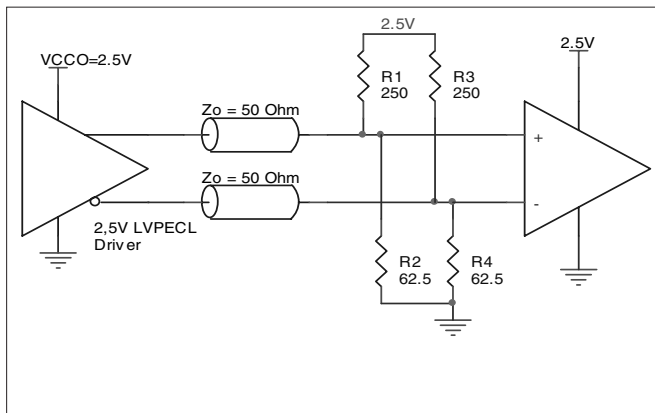 2.5V
VCCO=2.5V
2.5V
R1
250
R3
250
Zo = 50 Ohm
+
Zo = 50 Ohm
-
2,5V LVPECL
Driver
R2
62.5
R4
62.5